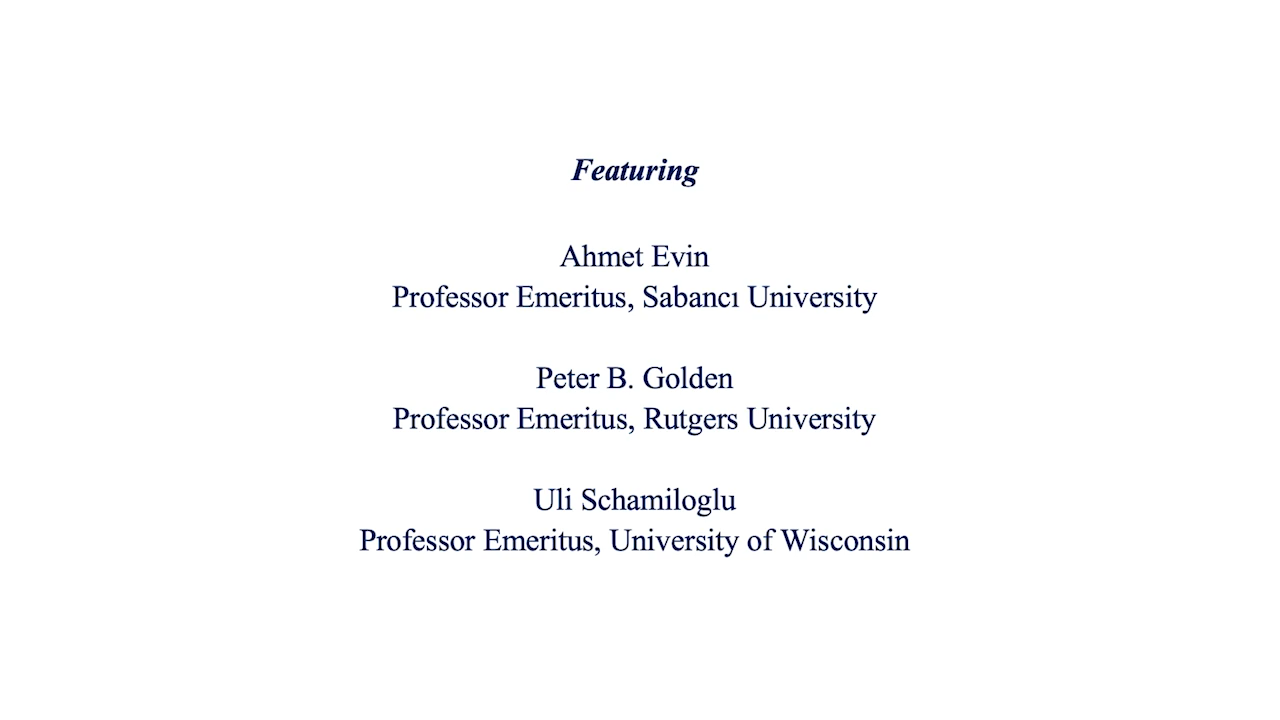 Featuring
Ahmet Evin
Professor Emeritus, Sabancı University
Peter B. Golden
Professor Emeritus, Rutgers University
Uli Schamiloglu
Professor Emeritus, University of Wisconsin